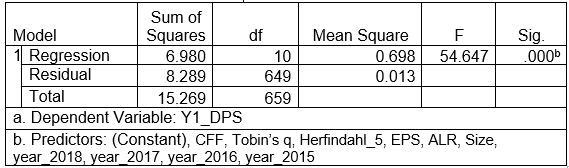 Model Sum of Squares df Mean Square F Sig.
1 Regression 6.980 10 0.698 54.647 .000b
Residual 8.289 649 0.013
Total 15.269 659
a. Dependent Variable: Y1_DPS
b. Predictors: (Constant), CFF, Tobin's q, Herfindahl_5, EPS, ALR, Size,
year_2018, year_2017, year_2016, year_2015